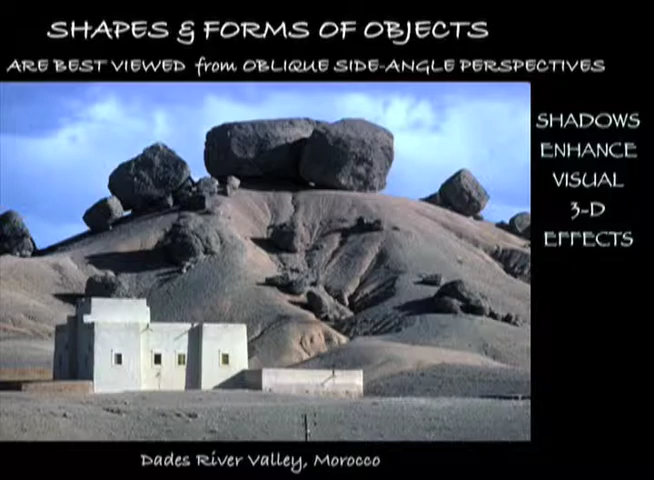 SHAPES & FORMS OF OBJECTS
ARE BEST VIEWED from OBLIQUE SIDE-ANGLE PERSPECTIVES
SHADOWS
ENHANCE
VISUAL
3-D
EFFECTS
Dades River Valley, Morocco